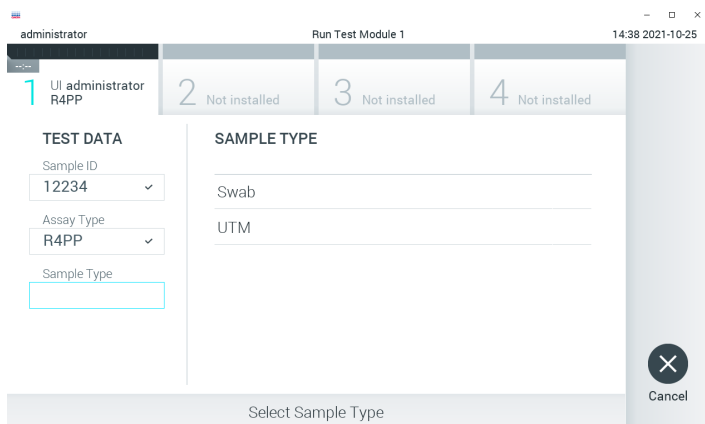 administrator
Run Test Module 1
14:38 2021-10-25
--:--
1 UI administrator
R4PP
2 Not installed
3 Not installed
4 Not installed
TEST DATA
Sample ID
12234
Assay Type
R4PP
Sample Type
SAMPLE TYPE
Swab
UTM
Cancel
Select Sample Type